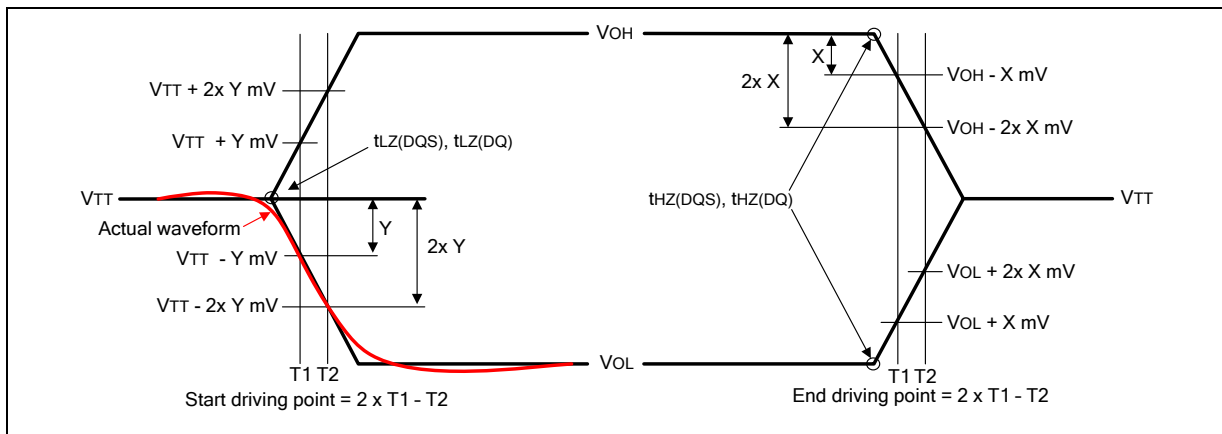 VOH
X
2x X
VOH - X mV
VOH - 2x X mV
VTT + 2x Y mV
VTT + Y mV
tLZ(DQS), tLZ(DQ)
VTT
Actual waveform
Y
2x Y
tHZ(DQS), tHZ(DQ)
VTT
VTT - Y mV
VTT - 2x Y mV
VOL + 2x X mV
VOL + X mV
VOL
T1 T2
T1 T2
Start driving point = 2 x T1 - T2
End driving point = 2 x T1 - T2